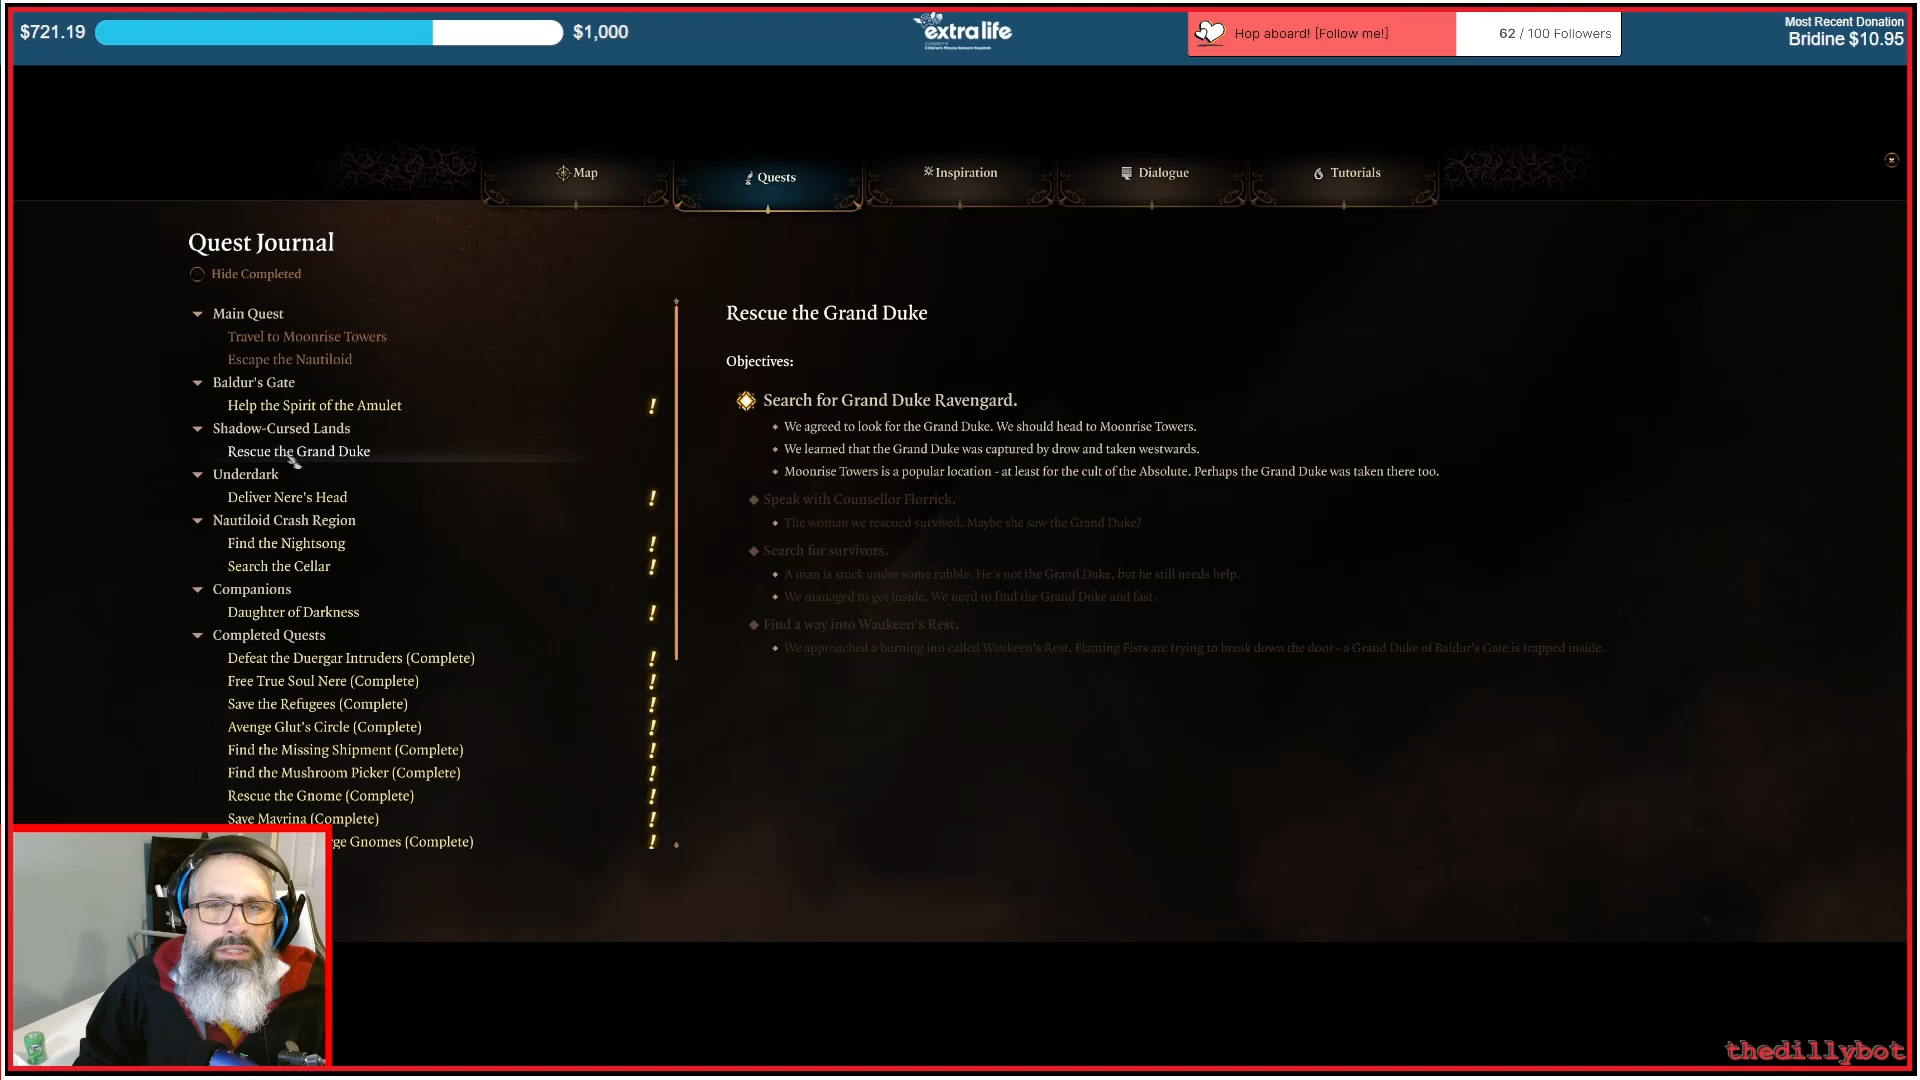 $721.19
$1,000
extralife
a program of
Children's Miracle Network Hospitals
Hop aboard! [Follow me!]
62 / 100 Followers
Most Recent Donation
Bridine $10.95
Map
Quests
Inspiration
Dialogue
Tutorials
Quest Journal
Hide Completed
Main Quest
Travel to Moonrise Towers
Escape the Nautiloid
Baldur's Gate
Help the Spirit of the Amulet
Shadow-Cursed Lands
Rescue the Grand Duke
Underdark
Deliver Nere's Head
Nautiloid Crash Region
Find the Nightsong
Search the Cellar
Companions
Daughter of Darkness
Completed Quests
Defeat the Duergar Intruders (Complete)
Free True Soul Nere (Complete)
Save the Refugees (Complete)
Avenge Glut's Circle (Complete)
Find the Missing Shipment (Complete)
Find the Mushroom Picker (Complete)
Rescue the Gnome (Complete)
Save Mayrina (Complete)
Gnomes (Complete)
Rescue the Grand Duke
Objectives:
Search for Grand Duke Ravengard.
We agreed to look for the Grand Duke. We should head to Moonrise Towers.
We learned that the Grand Duke was captured by drow and taken westwards.
Moonrise Towers is a popular location - at least for the cult of the Absolute. Perhaps the Grand Duke was taken there too.
Speak with Counsellor Florrick.
The woman we rescued survived. Maybe she saw the Grand Duke?
Search for survivors.
A man is stuck under some rubble. He's not the Grand Duke, but he still needs help.
We managed to get inside. We need to find the Grand Duke and fast.
Find a way into Waukeen's Rest.
We approached a burning inn called Waukeen's Rest. Flaming Fists are trying to break down the door - a Grand Duke of Baldur's Gate is trapped inside.
thedillybot